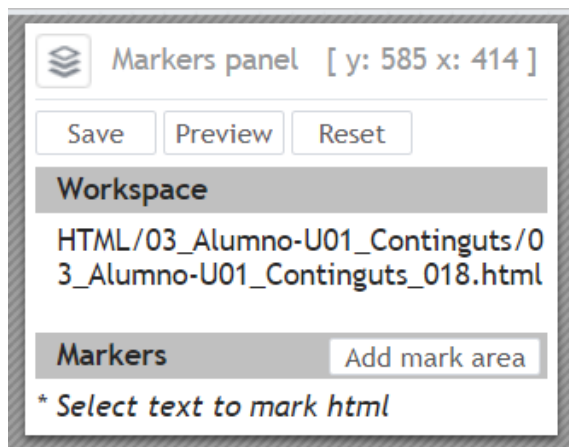 Markers panel [ y: 585 x: 414 ]
Save Preview Reset
Workspace
HTML/03_Alumno-U01_Continguts/0
3_Alumno-U01_Continguts_018.html
Markers Add mark area
* Select text to mark html